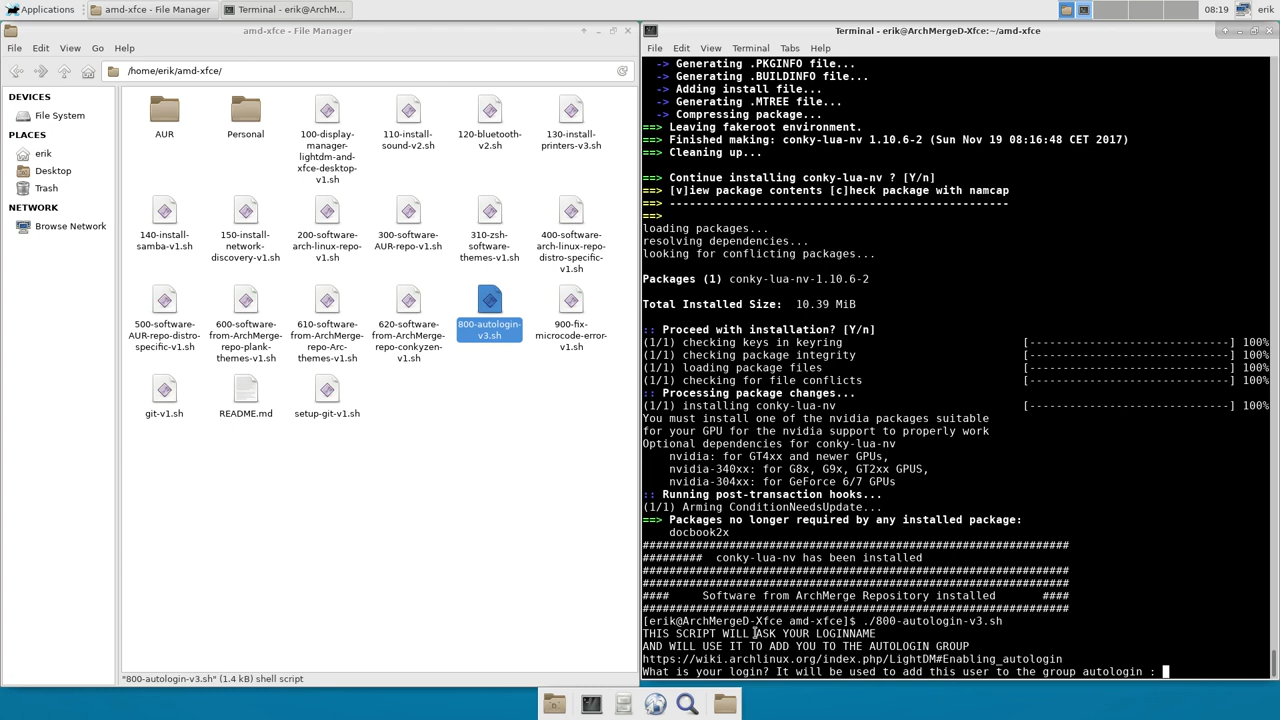 Applications
amd-xfce - File Manager
Terminal - erik@ArchM...
08:19
erik
amd-xfce - File Manager
File Edit View Go Help
/home/erik/amd-xfce/
DEVICES
File System
PLACES
erik
Desktop
Trash
NETWORK
Browse Network
AUR
Personal
100-display-
manager-
lightdm-and-
xfce-desktop-
v1.sh
110-install-
sound-v2.sh
120-bluetooth-
v2.sh
130-install-
printers-v3.sh
140-install-
samba-v1.sh
150-install-
network-
discovery-v1.sh
200-software-
arch-linux-repo-
v1.sh
300-software-
AUR-repo-v1.sh
310-zsh-
software-
themes-v1.sh
400-software-
arch-linux-repo-
distro-specific-
v1.sh
500-software-
AUR-repo-distro-
specific-v1.sh
600-software-
from-ArchMerge-
repo-plank-
themes-v1.sh
610-software-
from-ArchMerge-
repo-Arc-
themes-v1.sh
620-software-
from-ArchMerge-
repo-conkyzen-
v1.sh
800-autologin-
v3.sh
900-fix-
microcode-error-
v1.sh
git-v1.sh
README.md
setup-git-v1.sh
"800-autologin-v3.sh" (1.4 kB) shell script
Terminal - erik@ArchMergeD-Xfce:~/amd-xfce
File Edit View Terminal Tabs Help
-> Generating .PKGINFO file...
-> Generating .BUILDINFO file...
-> Adding install file...
-> Generating .MTREE file...
-> Compressing package...
==> Leaving fakeroot environment.
==> Finished making: conky-lua-nv 1.10.6-2 (Sun Nov 19 08:16:48 CET 2017)
==> Cleaning up...
==> Continue installing conky-lua-nv ? [Y/n]
==> [v]iew package contents [c]heck package with namcap
==> -------------------------------------------------
==>
loading packages...
resolving dependencies...
looking for conflicting packages...
Packages (1) conky-lua-nv-1.10.6-2
Total Installed Size:  10.39 MiB
:: Proceed with installation? [Y/n]
(1/1) checking keys in keyring [------------------------------] 100%
(1/1) checking package integrity [------------------------------] 100%
(1/1) loading package files [------------------------------] 100%
(1/1) checking for file conflicts [------------------------------] 100%
:: Processing package changes...
(1/1) installing conky-lua-nv [------------------------------] 100%
You must install one of the nvidia packages suitable
for your GPU for the nvidia support to properly work
Optional dependencies for conky-lua-nv
nvidia: for GT4xx and newer GPUs,
nvidia-340xx: for G8x, G9x, GT2xx GPUS,
nvidia-304xx: for GeForce 6/7 GPUs
:: Running post-transaction hooks...
(1/1) Arming ConditionNeedsUpdate...
==> Packages no longer required by any installed package:
docbook2x
################################################################
#########  conky-lua-nv has been installed
################################################################
################################################################
####     Software from ArchMerge Repository installed       ####
################################################################
[erik@ArchMergeD-Xfce amd-xfce]$ ./800-autologin-v3.sh
THIS SCRIPT WILL ASK YOUR LOGINNAME
AND WILL USE IT TO ADD YOU TO THE AUTOLOGIN GROUP
https://wiki.archlinux.org/index.php/LightDM#Enabling_autologin
What is your login? It will be used to add this user to the group autologin :